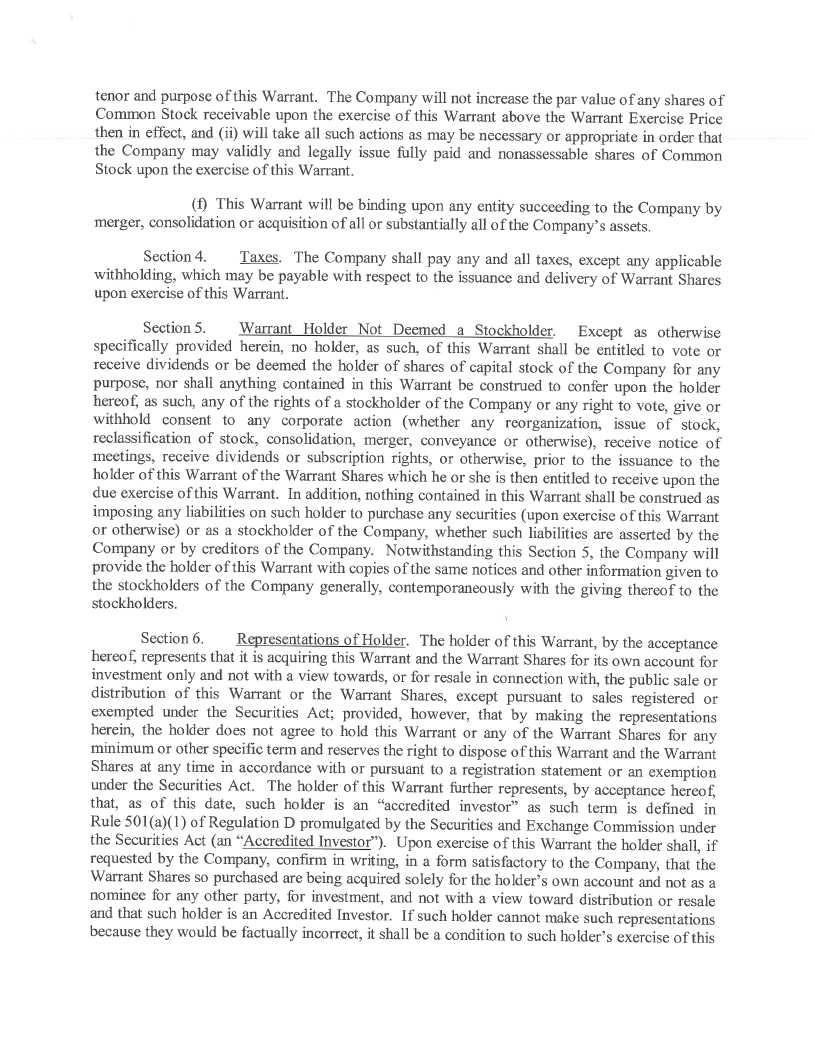 tenor and purpose of this Warrant. The Company will not increase the par value of any shares of
Common Stock receivable upon the exercise of this Warrant above the Warrant Exercise Price
then in effect, and (ii) will take all such actions as may be necessary or appropriate in order that
the Company may validly and legally issue fully paid and nonassessable shares of Common
Stock upon the exercise of this Warrant.
(f) This Warrant will be binding upon any entity succeeding to the Company by
merger, consolidation or acquisition of all or substantially all of the Company's assets.
Section 4. Taxes. The Company shall pay any and all taxes, except any applicable
withholding, which may be payable with respect to the issuance and delivery of Warrant Shares
upon exercise of this Warrant.
Section 5. Warrant Holder Not Deemed a Stockholder. Except as otherwise
specifically provided herein, no holder, as such, of this Warrant shall be entitled to vote or
receive dividends or be deemed the holder of shares of capital stock of the Company for any
purpose, nor shall anything contained in this Warrant be construed to confer upon the holder
hereof, as such, any of the rights of a stockholder of the Company or any right to vote, give or
withhold consent to any corporate action (whether any reorganization, issue of stock,
reclassification of stock, consolidation, merger, conveyance or otherwise), receive notice of
meetings, receive dividends or subscription rights, or otherwise, prior to the issuance to the
holder of this Warrant of the Warrant Shares which he or she is then entitled to receive upon the
due exercise of this Warrant. In addition, nothing contained in this Warrant shall be construed as
imposing any liabilities on such holder to purchase any securities (upon exercise of this Warrant
or otherwise) or as a stockholder of the Company, whether such liabilities are asserted by the
Company or by creditors of the Company. Notwithstanding this Section 5, the Company will
provide the holder of this Warrant with copies of the same notices and other information given to
the stockholders of the Company generally, contemporaneously with the giving thereof to the
stockholders.
Section 6. Representations of Holder. The holder of this Warrant, by the acceptance
hereof, represents that it is acquiring this Warrant and the Warrant Shares for its own account for
investment only and not with a view towards, or for resale in connection with, the public sale or
distribution of this Warrant or the Warrant Shares, except pursuant to sales registered or
exempted under the Securities Act; provided, however, that by making the representations
herein, the holder does not agree to hold this Warrant or any of the Warrant Shares for any
minimum or other specific term and reserves the right to dispose of this Warrant and the Warrant
Shares at any time in accordance with or pursuant to a registration statement or an exemption
under the Securities Act. The holder of this Warrant further represents, by acceptance hereof,
that, as of this date, such holder is an "accredited investor" as such term is defined in
Rule 501(a)(1) of Regulation D promulgated by the Securities and Exchange Commission under
the Securities Act (an "Accredited Investor"). Upon exercise of this Warrant the holder shall, if
requested by the Company, confirm in writing, in a form satisfactory to the Company, that the
Warrant Shares so purchased are being acquired solely for the holder's own account and not as a
nominee for any other party, for investment, and not with a view toward distribution or resale
and that such holder is an Accredited Investor. If such holder cannot make such representations
because they would be factually incorrect, it shall be a condition to such holder's exercise of this